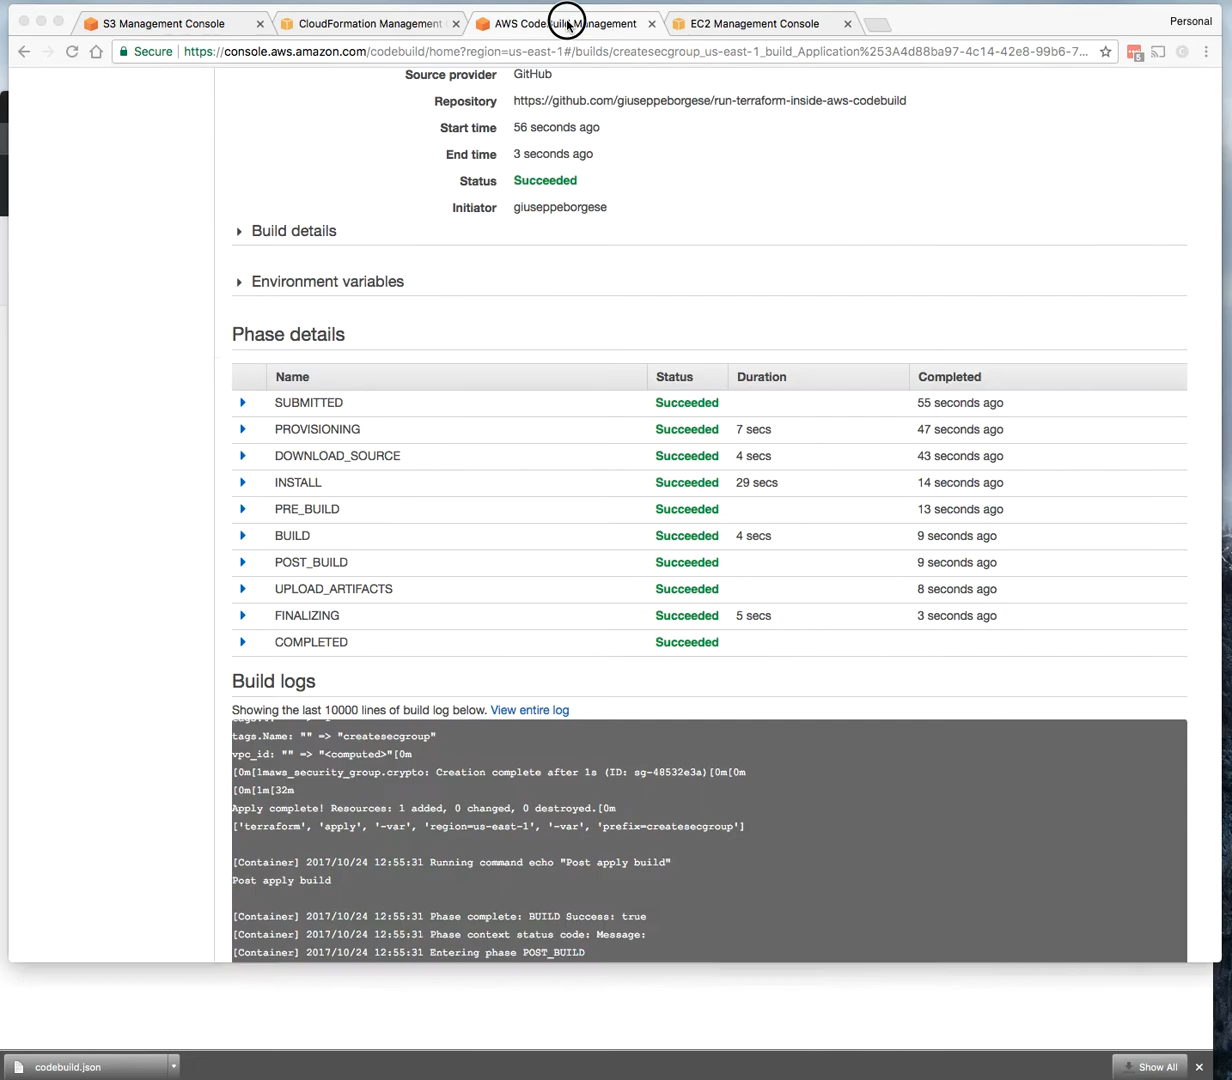 S3 Management Console
CloudFormation Management
AWS CodeBuild Management
EC2 Management Console
Personal
Secure
https://console.aws.amazon.com/codebuild/home?region=us-east-1#/builds/createsecgroup_us-east-1_build_Application%253A4d88ba97-4c14-42e8-99b6-7...
5
Source provider GitHub
Repository https://github.com/giuseppeborgese/run-terraform-inside-aws-codebuild
Start time 56 seconds ago
End time 3 seconds ago
Status Succeeded
Initiator giuseppeborgese
Build details
Environment variables
Phase details
Name Status Duration Completed
SUBMITTED Succeeded 55 seconds ago
PROVISIONING Succeeded 7 secs 47 seconds ago
DOWNLOAD_SOURCE Succeeded 4 secs 43 seconds ago
INSTALL Succeeded 29 secs 14 seconds ago
PRE_BUILD Succeeded 13 seconds ago
BUILD Succeeded 4 secs 9 seconds ago
POST_BUILD Succeeded 9 seconds ago
UPLOAD_ARTIFACTS Succeeded 8 seconds ago
FINALIZING Succeeded 5 secs 3 seconds ago
COMPLETED Succeeded
Build logs
Showing the last 10000 lines of build log below. View entire log
tags.Name: "" => "createsecgroup"
vpc_id: "" => "<computed>"[0m
[0m[1maws_security_group.crypto: Creation complete after 1s (ID: sg-48532e3a)[0m[0m
[0m[1m[32m
Apply complete! Resources: 1 added, 0 changed, 0 destroyed.[0m
['terraform', 'apply', '-var', 'region=us-east-1', '-var', 'prefix=createsecgroup']
[Container] 2017/10/24 12:55:31 Running command echo "Post apply build"
Post apply build
[Container] 2017/10/24 12:55:31 Phase complete: BUILD Success: true
[Container] 2017/10/24 12:55:31 Phase context status code: Message:
[Container] 2017/10/24 12:55:31 Entering phase POST_BUILD
codebuild.json
Show All